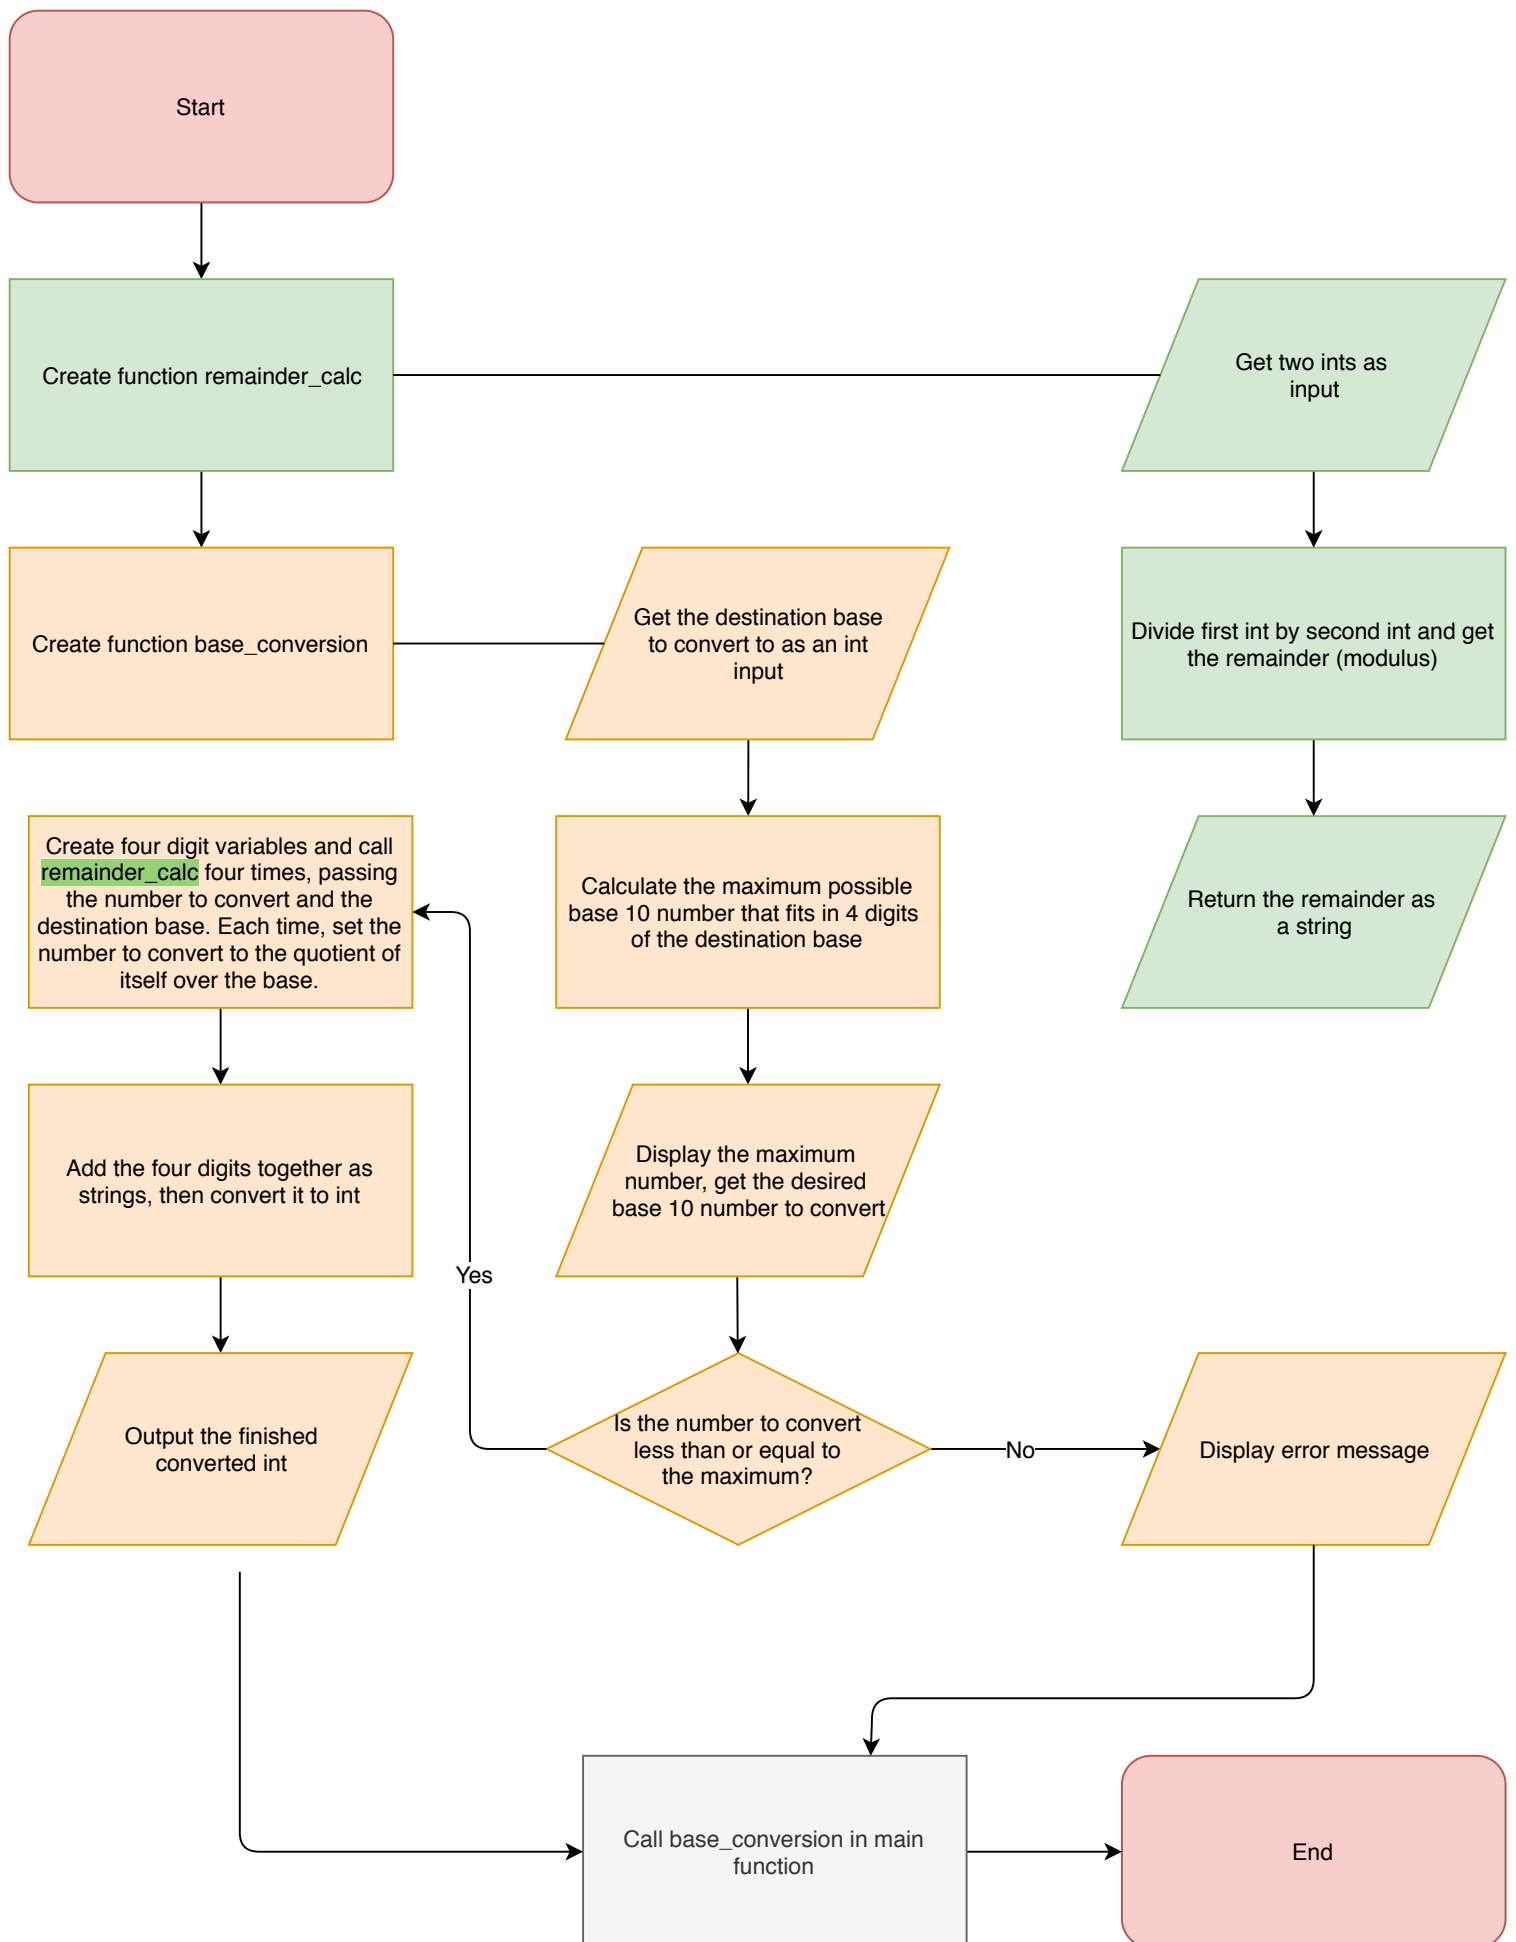 Start
Create function remainder_calc
Get two ints as
input
Create function base_conversion
Get the destination base
to convert to as an int
input
Divide first int by second int and get
the remainder (modulus)
Create four digit variables and call
remainder_calc four times, passing
the number to convert and the
destination base. Each time, set the
number to convert to the quotient of
itself over the base.
Calculate the maximum possible
base 10 number that fits in 4 digits
of the destination base
Return the remainder as
a string
Add the four digits together as
strings, then convert it to int
Display the maximum
number, get the desired
base 10 number to convert
Yes
Output the finished
converted int
Is the number to convert
less than or equal to
the maximum?
No
Display error message
Call base_conversion in main
function
End